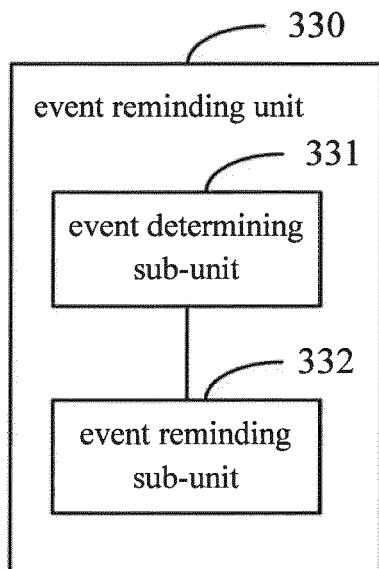 330
event reminding unit
331
event determining
sub-unit
332
event reminding
sub-unit